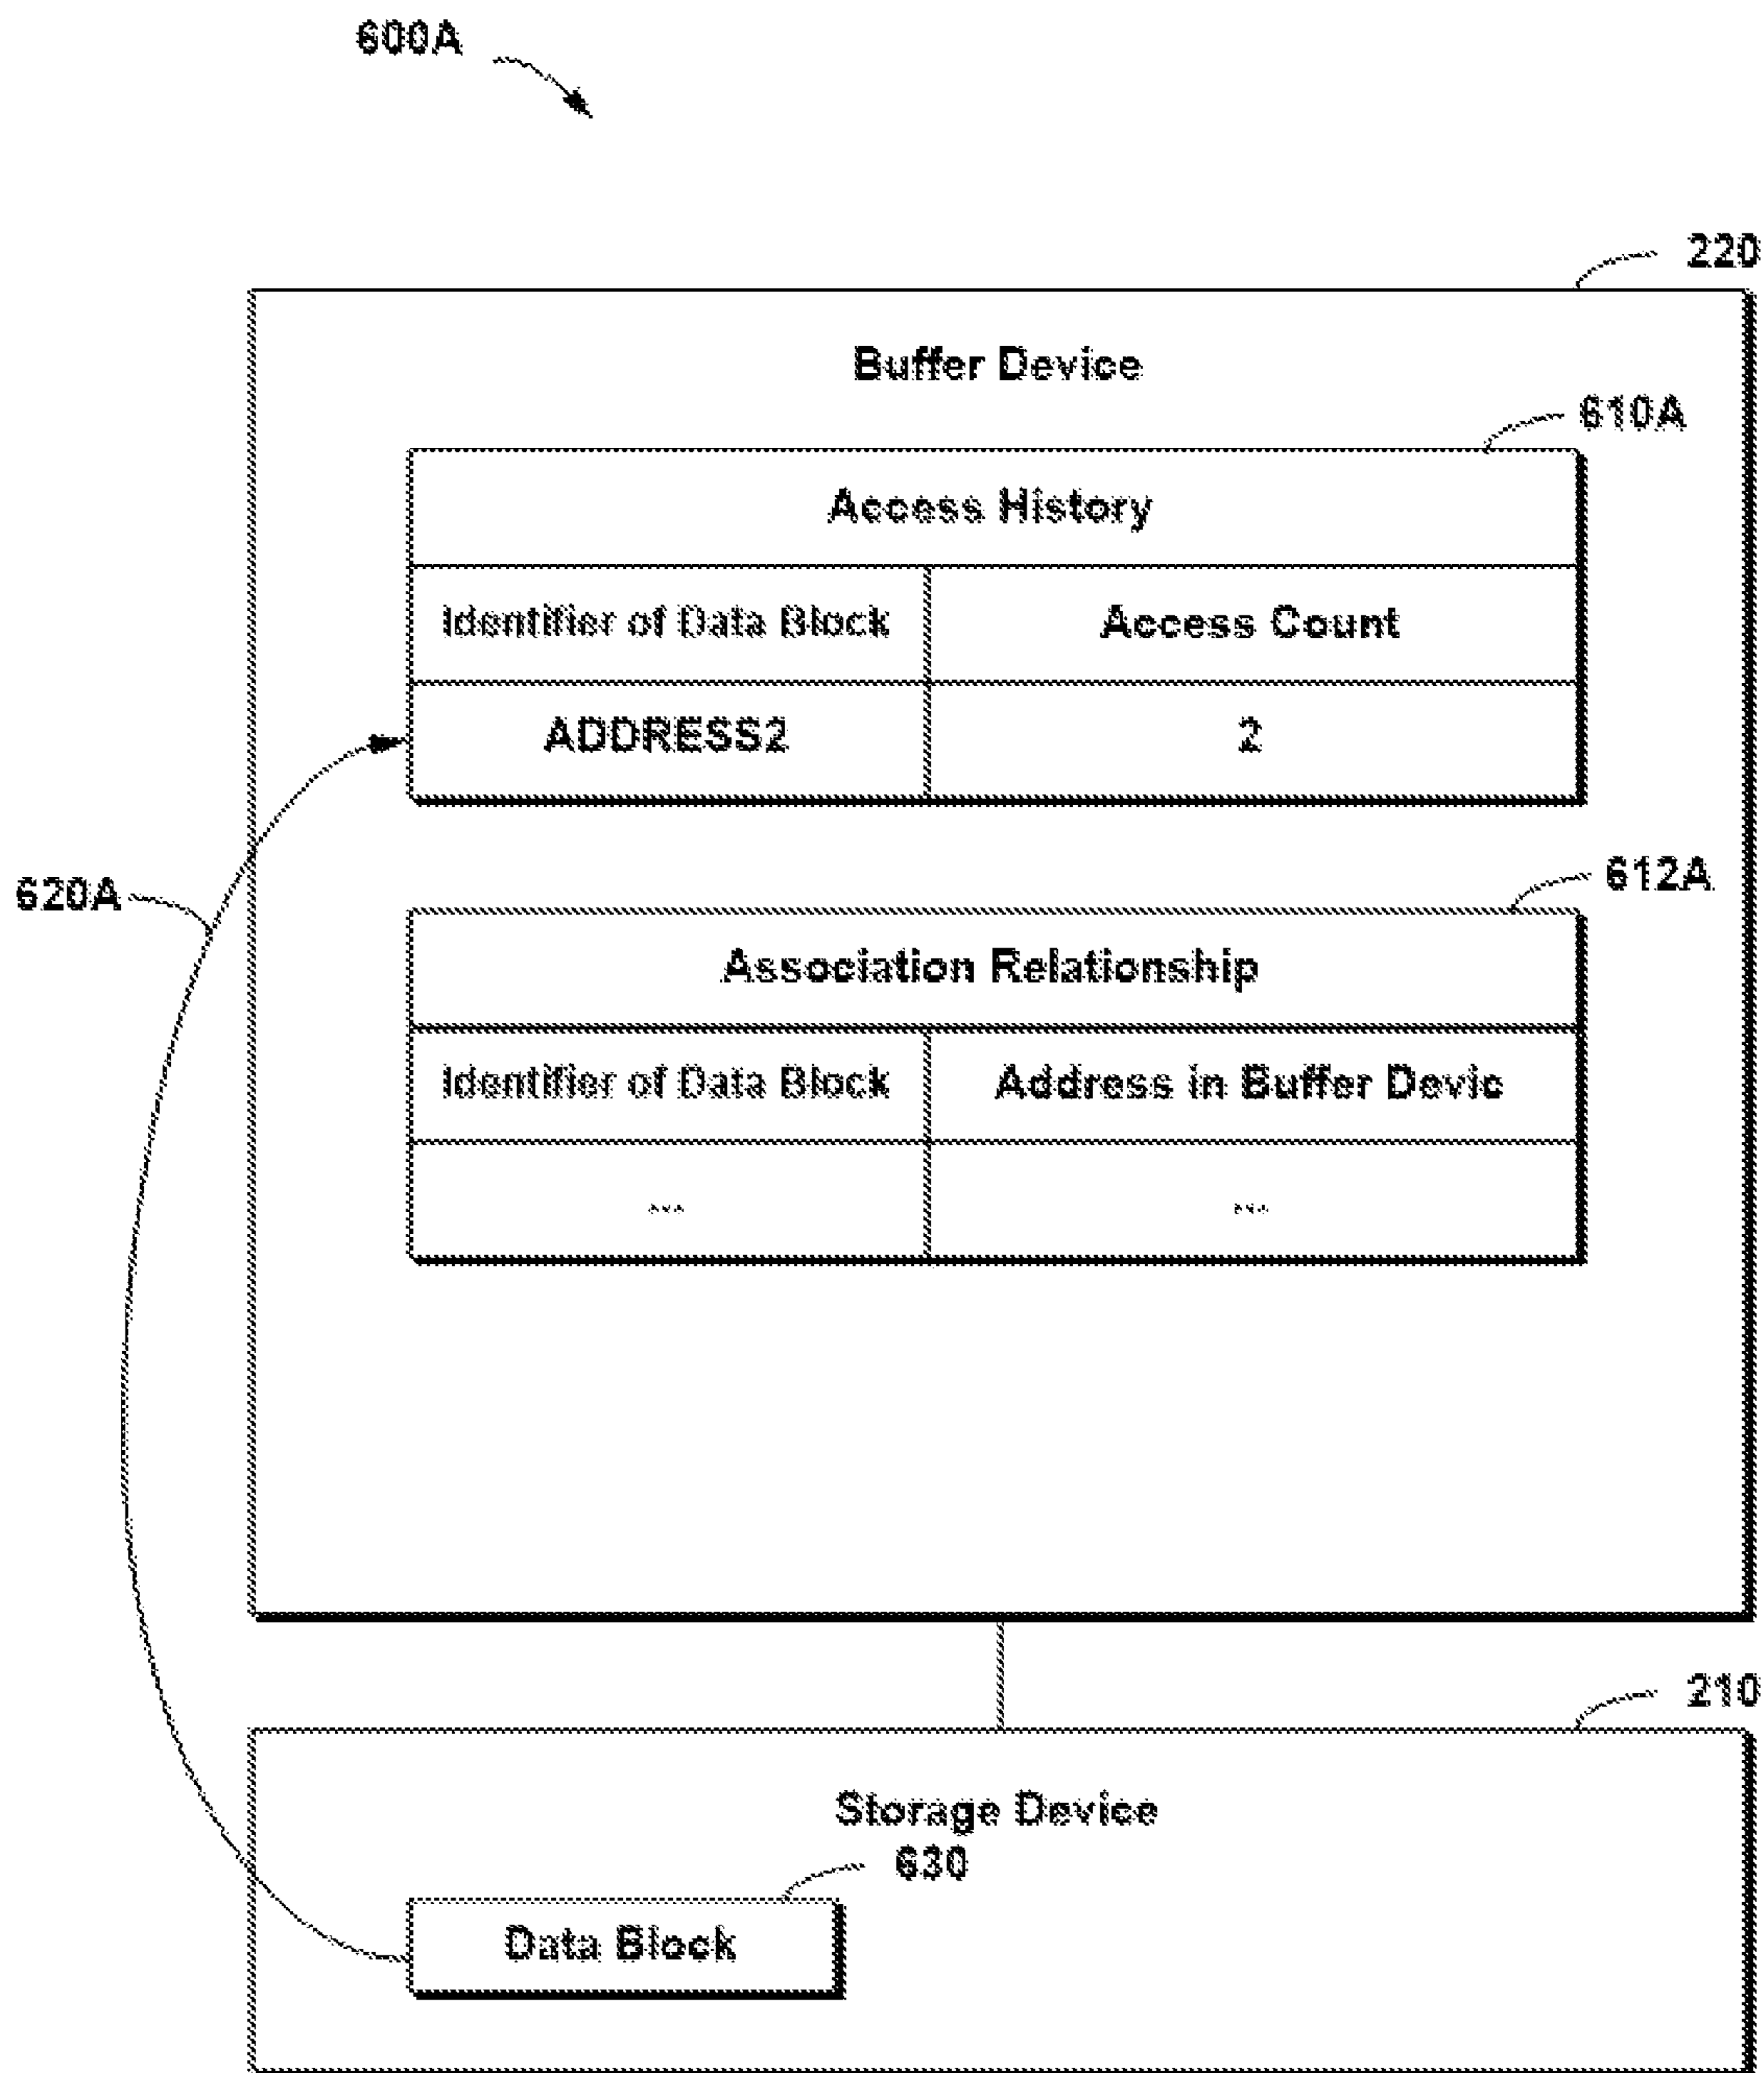 600A
220
Buffer Device
610A
Access History
Identifier of Data Block Access Count
ADDRESS2 2
620A
612A
Association Relationship
Identifier of Data Block Address in Buffer Devic
... ...
210
Storage Device
630
Data Block